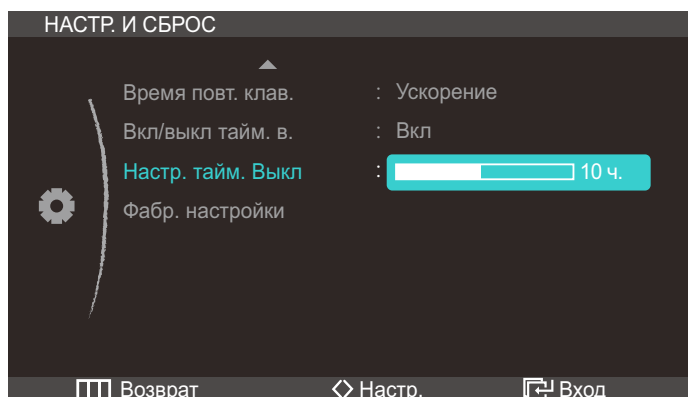 НАСТР. И СБРОС
Время повт. клав. : Ускорение
Вкл/выкл тайм. в. : Вкл
Настр. тайм. Выкл : 10 ч.
Фабр. настройки
Возврат Настр. Вход